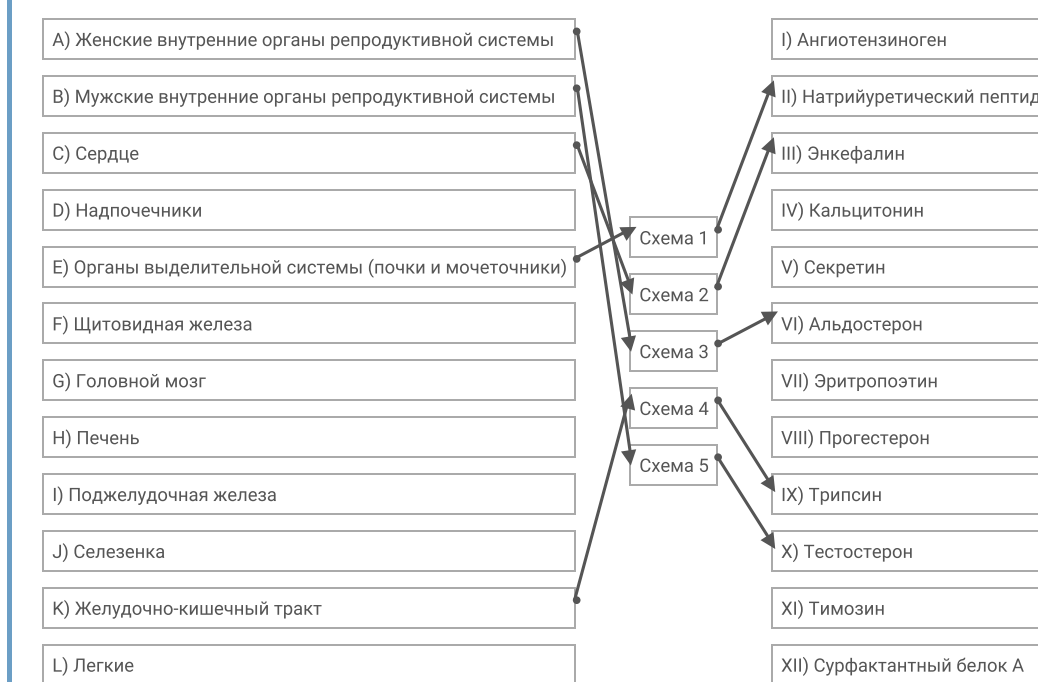 A) Женские внутренние органы репродуктивной системы
B) Мужские внутренние органы репродуктивной системы
C) Сердце
D) Надпочечники
E) Органы выделительной системы (почки и мочеточники)
F) Щитовидная железа
G) Головной мозг
H) Печень
I) Поджелудочная железа
J) Селезенка
K) Желудочно-кишечный тракт
L) Легкие
Схема 1
Схема 2
Схема 3
Схема 4
Схема 5
I) Ангиотензиноген
II) Натрийуретический пептид
III) Энкефалин
IV) Кальцитонин
V) Секретин
VI) Альдостерон
VII) Эритропоэтин
VIII) Прогестерон
IX) Трипсин
X) Тестостерон
XI) Тимозин
XII) Сурфактантный белок А